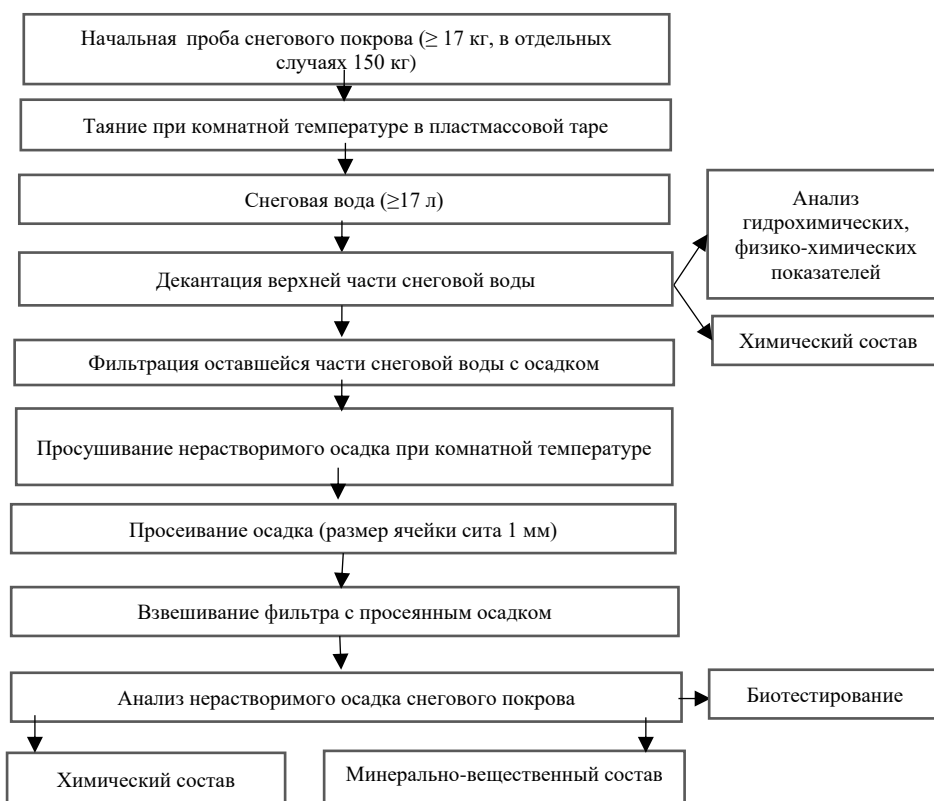 Начальная проба снегового покрова (≥ 17 кг, в отдельных
случаях 150 кг)
Таяние при комнатной температуре в пластмассовой таре
Снеговая вода (≥17 л)
Декантация верхней части снеговой воды
Анализ
гидрохимических,
физико-химических
показателей
Химический состав
Фильтрация оставшейся части снеговой воды с осадком
Просушивание нерастворимого осадка при комнатной температуре
Просеивание осадка (размер ячейки сита 1 мм)
Взвешивание фильтра с просеянным осадком
Анализ нерастворимого осадка снегового покрова
Биотестирование
Химический состав
Минерально-вещественный состав